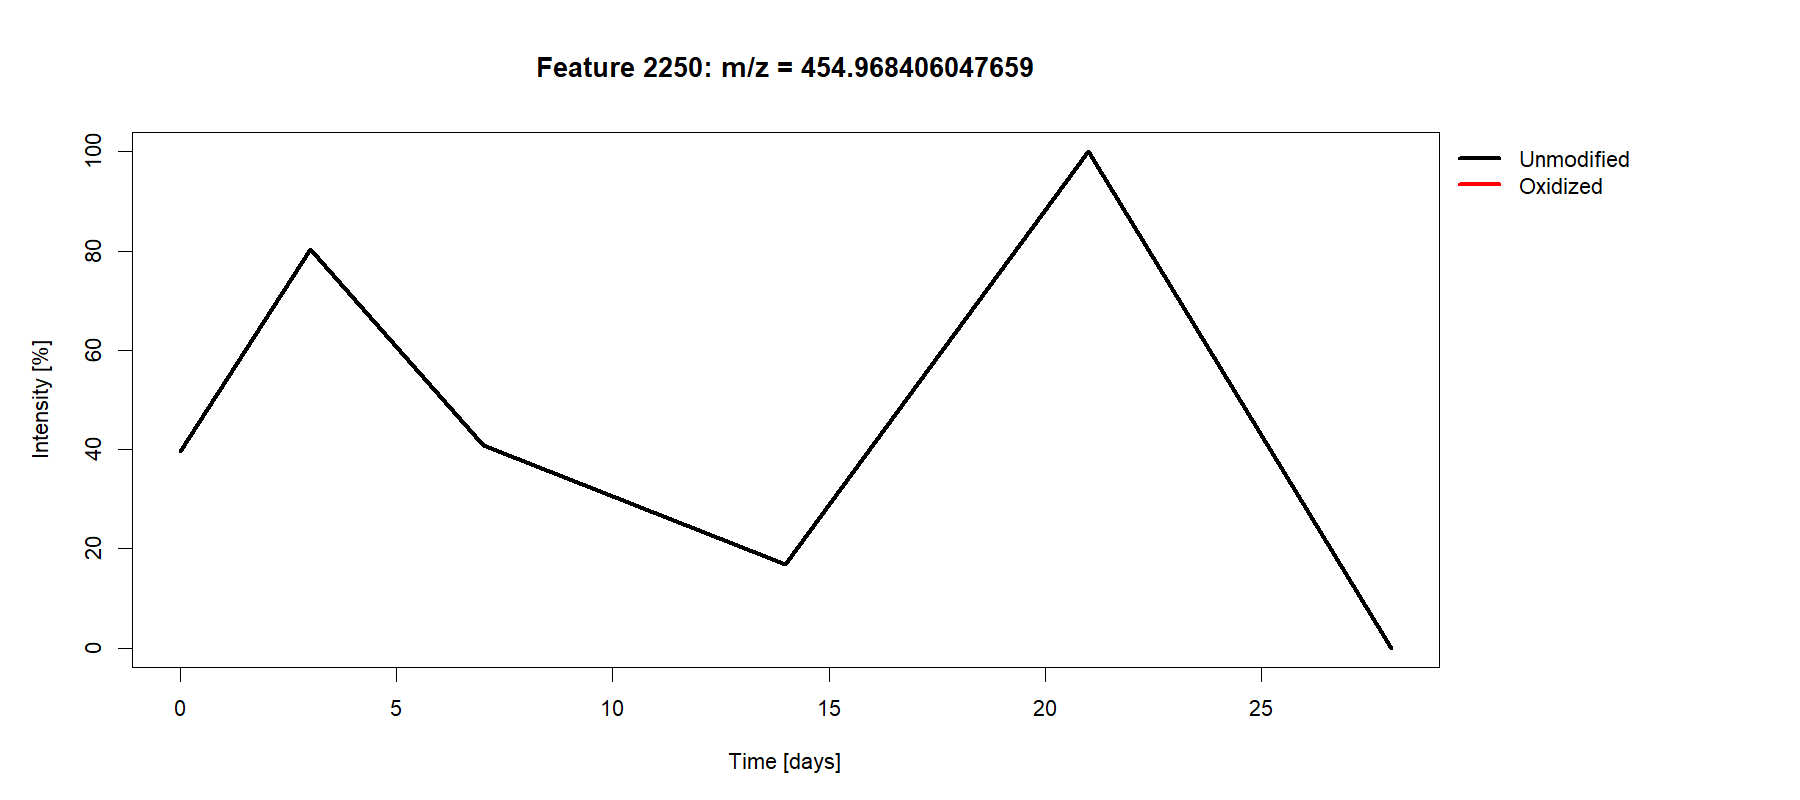 Feature 2250: m/z = 454.968406047659
Unmodified
Oxidized
Intensity [%]
100
80
60
40
20
0
0 5 10 15 20 25
Time [days]